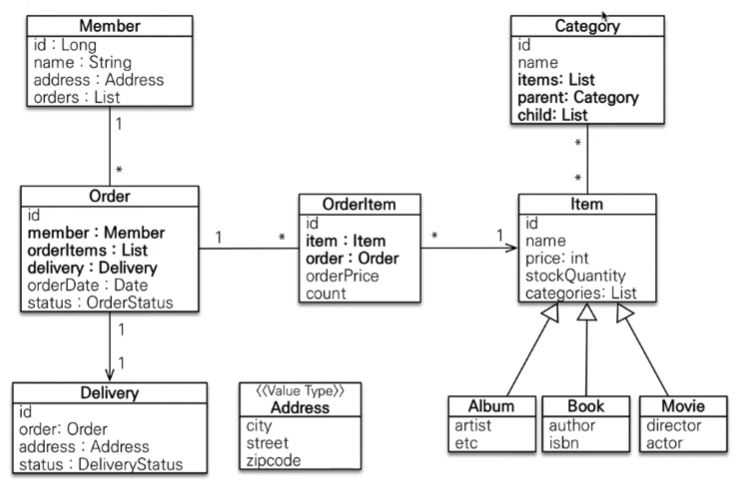 Member
id : Long
name : String
address : Address
orders : List
Category
id
name
items: List
parent: Category
child: List
1
*
*
*
Order
id
member : Member
orderItems : List
delivery : Delivery
orderDate : Date
status : OrderStatus
1
*
OrderItem
id
item : Item
order : Order
orderPrice
count
*
1
Item
id
name
price: int
stockQuantity
categories: List
1
1
Delivery
id
order: Order
address : Address
status : DeliveryStatus
《Value Type》
Address
city
street
zipcode
Album
artist
etc
Book
author
isbn
Movie
director
actor